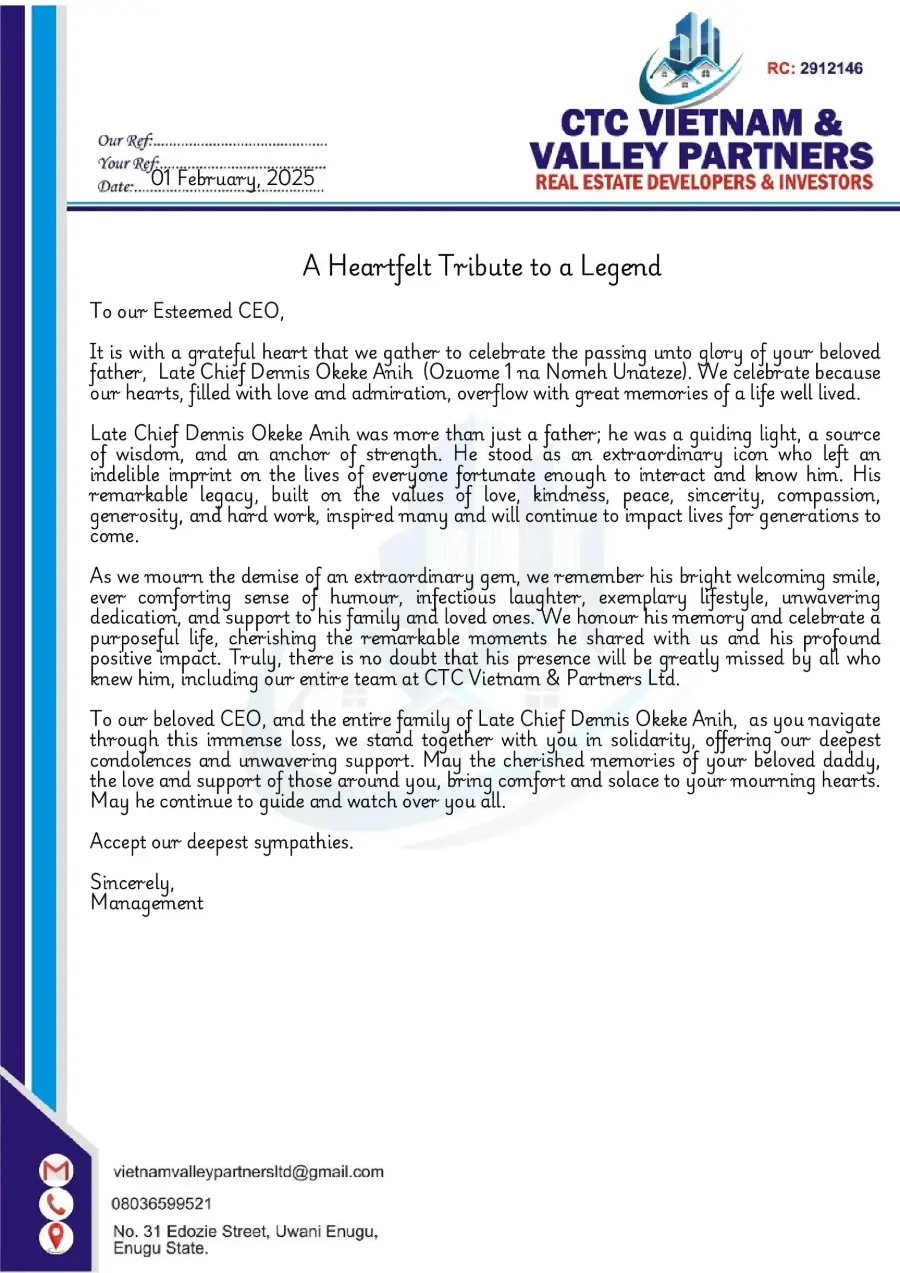 RC: 2912146
CTC VIETNAM &
VALLEY PARTNERS
REAL ESTATE DEVELOPERS & INVESTORS
Our Ref:............................................
Your Ref:..........................................
Date:................................................
01 February, 2025
A Heartfelt Tribute to a Legend
To our Esteemed CEO,
It is with a grateful heart that we gather to celebrate the passing unto glory of your beloved
father, Late Chief Dennis Okeke Anih (Ozuome 1 na Nomeh Unateze). We celebrate because
our hearts, filled with love and admiration, overflow with great memories of a life well lived.
Late Chief Dennis Okeke Anih was more than just a father; he was a guiding light, a source
of wisdom, and an anchor of strength. He stood as an extraordinary icon who left an
indelible imprint on the lives of everyone fortunate enough to interact and know him. His
remarkable legacy, built on the values of love, kindness, peace, sincerity, compassion,
generosity, and hard work, inspired many and will continue to impact lives for generations to
come.
As we mourn the demise of an extraordinary gem, we remember his bright welcoming smile,
ever comforting sense of humour, infectious laughter, exemplary lifestyle, unwavering
dedication, and support to his family and loved ones. We honour his memory and celebrate a
purposeful life, cherishing the remarkable moments he shared with us and his profound
positive impact. Truly, there is no doubt that his presence will be greatly missed by all who
knew him, including our entire team at CTC Vietnam & Partners Ltd.
To our beloved CEO, and the entire family of Late Chief Dennis Okeke Anih, as you navigate
through this immense loss, we stand together with you in solidarity, offering our deepest
condolences and unwavering support. May the cherished memories of your beloved daddy,
the love and support of those around you, bring comfort and solace to your mourning hearts.
May he continue to guide and watch over you all.
Accept our deepest sympathies.
Sincerely,
Management
vietnamvalleypartnersltd@gmail.com
08036599521
No. 31 Edozie Street, Uwani Enugu,
Enugu State.